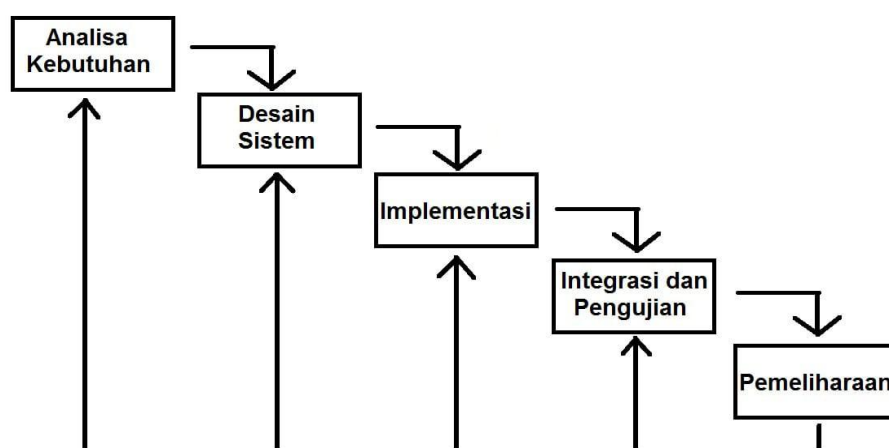 Analisa
Kebutuhan
Desain
Sistem
Implementasi
Integrasi dan
Pengujian
Pemeliharaan